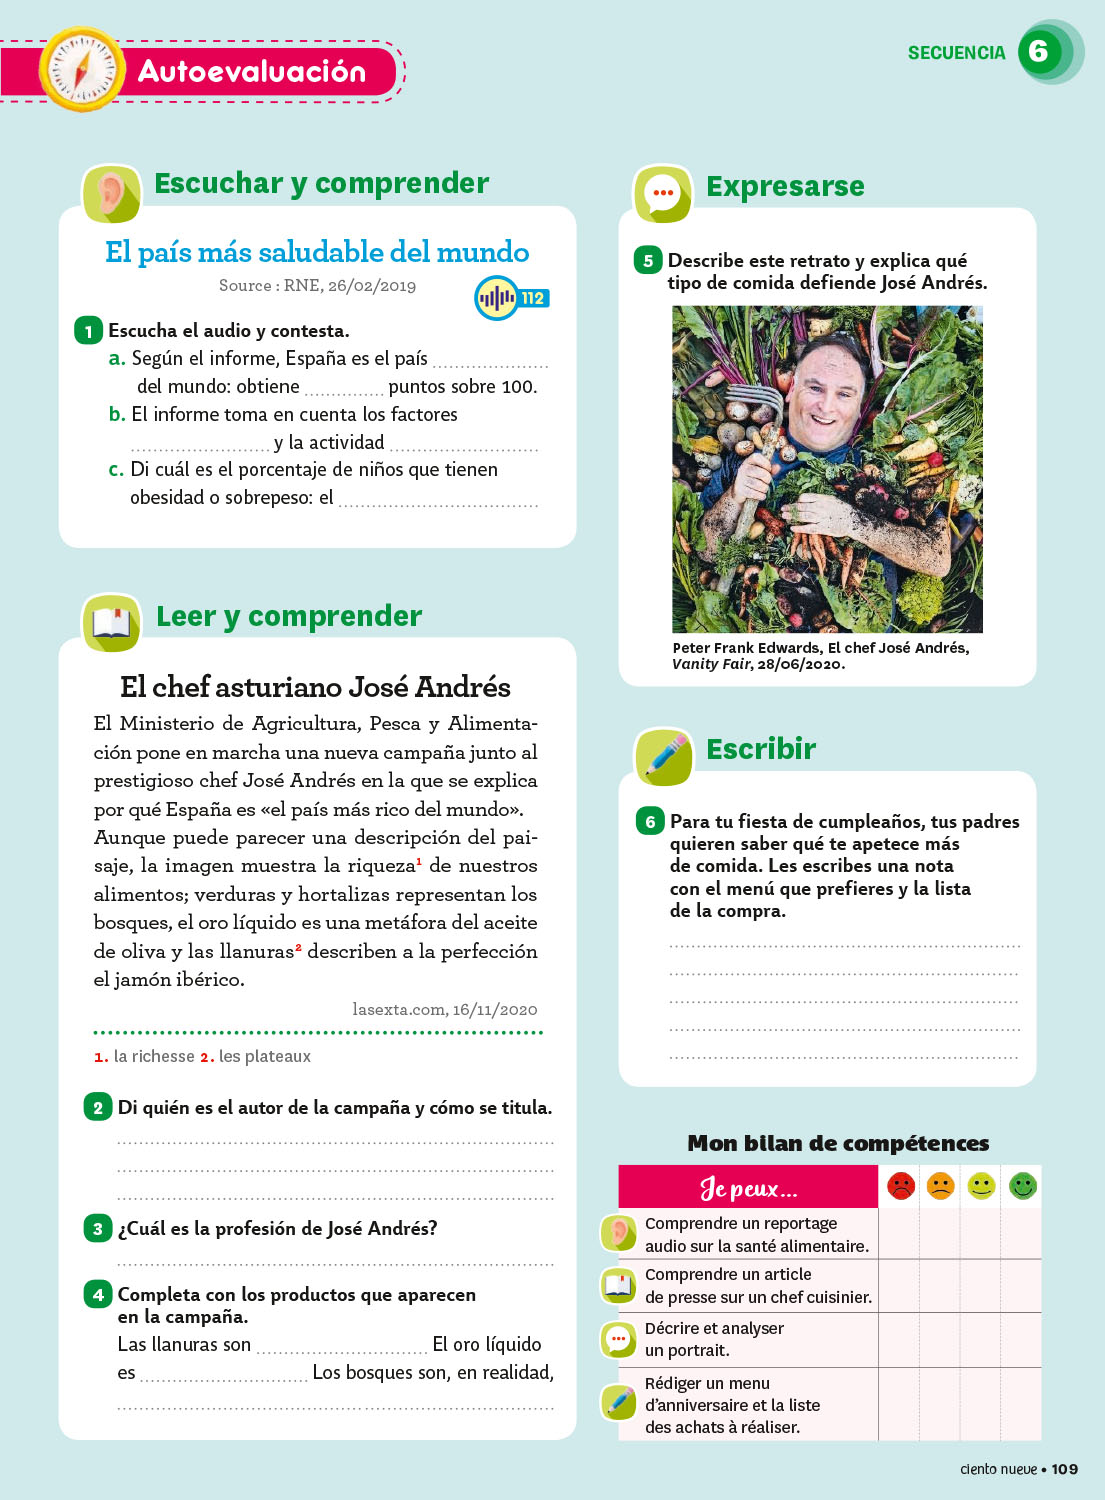 Autoevaluación
SECUENCIA 6
Escuchar y comprender
El país más saludable del mundo
Source : RNE, 26/02/2019
112
1 Escucha el audio y contesta.
a. Según el informe, España es el país ....................
del mundo: obtiene .............. puntos sobre 100.
b. El informe toma en cuenta los factores
........................ y la actividad ..........................
c. Di cuál es el porcentaje de niños que tienen
obesidad o sobrepeso: el ..................................
Leer y comprender
El chef asturiano José Andrés
El Ministerio de Agricultura, Pesca y Alimenta-
ción pone en marcha una nueva campaña junto al
prestigioso chef José Andrés en la que se explica
por qué España es «el país más rico del mundo».
Aunque puede parecer una descripción del pai-
saje, la imagen muestra la riqueza¹ de nuestros
alimentos; verduras y hortalizas representan los
bosques, el oro líquido es una metáfora del aceite
de oliva y las llanuras² describen a la perfección
el jamón ibérico.
lasexta.com, 16/11/2020
1. la richesse 2. les plateaux
2 Di quién es el autor de la campaña y cómo se titula.
3 ¿Cuál es la profesión de José Andrés?
4 Completa con los productos que aparecen
en la campaña.
Las llanuras son .............................. El oro líquido
es .............................. Los bosques son, en realidad,
Expresarse
5 Describe este retrato y explica qué
tipo de comida defiende José Andrés.
Peter Frank Edwards, El chef José Andrés,
Vanity Fair, 28/06/2020.
Escribir
6 Para tu fiesta de cumpleaños, tus padres
quieren saber qué te apetece más
de comida. Les escribes una nota
con el menú que prefieres y la lista
de la compra.
Mon bilan de compétences
Je peux...
Comprendre un reportage
audio sur la santé alimentaire.
Comprendre un article
de presse sur un chef cuisinier.
Décrire et analyser
un portrait.
Rédiger un menu
d'anniversaire et la liste
des achats à réaliser.
ciento nueve • 109